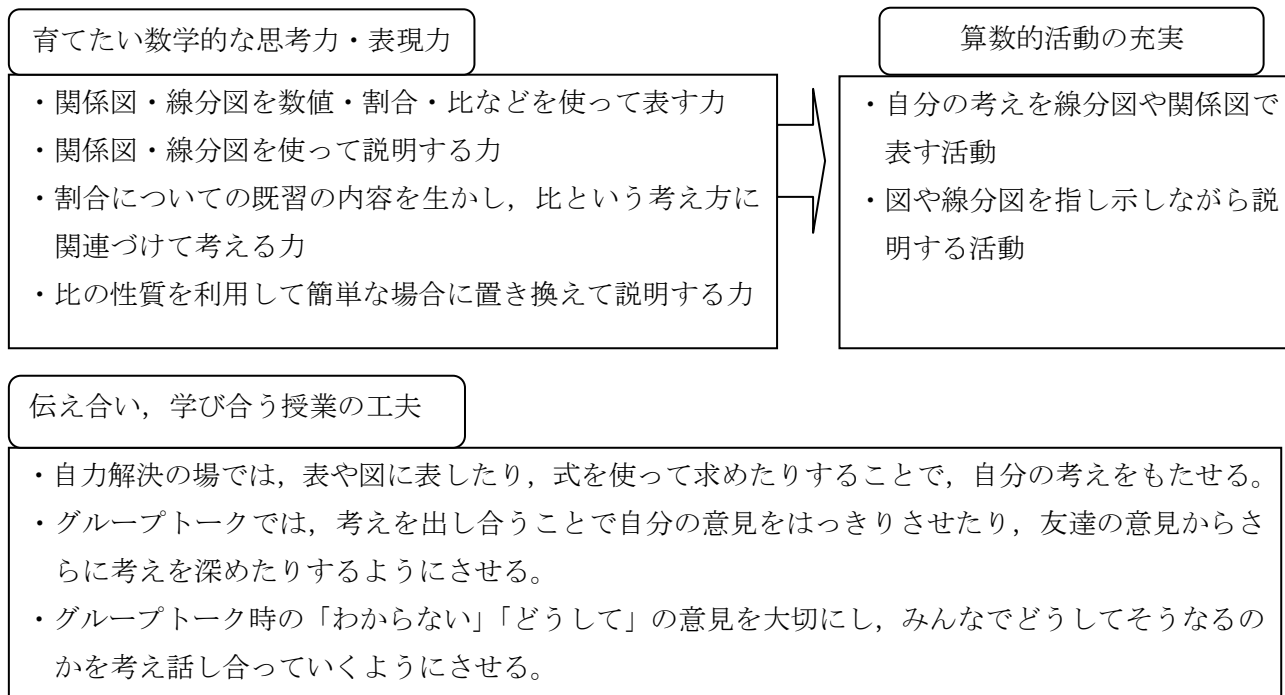 育てたい数学的な思考力・表現力
・関係図・線分図を数値・割合・比などを使って表す力
・関係図・線分図を使って説明する力
・割合についての既習の内容を生かし，比という考え方に
関連づけて考える力
・比の性質を利用して簡単な場合に置き換えて説明する力
算数的活動の充実
・自分の考えを線分図や関係図で
表す活動
・図や線分図を指し示しながら説
明する活動
伝え合い，学び合う授業の工夫
・自力解決の場では，表や図に表したり，式を使って求めたりすることで，自分の考えをもたせる。
・グループトークでは，考えを出し合うことで自分の意見をはっきりさせたり，友達の意見からさ
らに考えを深めたりするようにさせる。
・グループトーク時の「わからない」「どうして」の意見を大切にし，みんなでどうしてそうなるの
かを考え話し合っていくようにさせる。